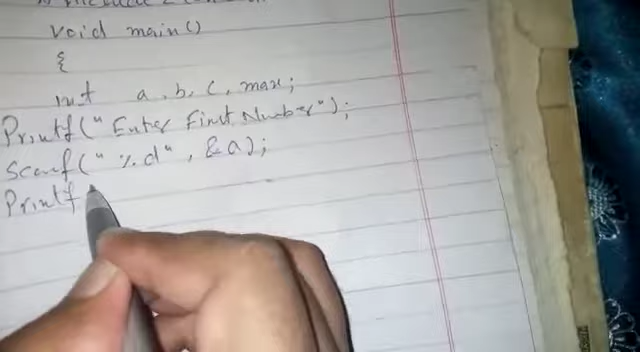 void main()
{
int a, b, c, max;
Printf("Enter First Number");
Scanf("%d", &a);
Printf